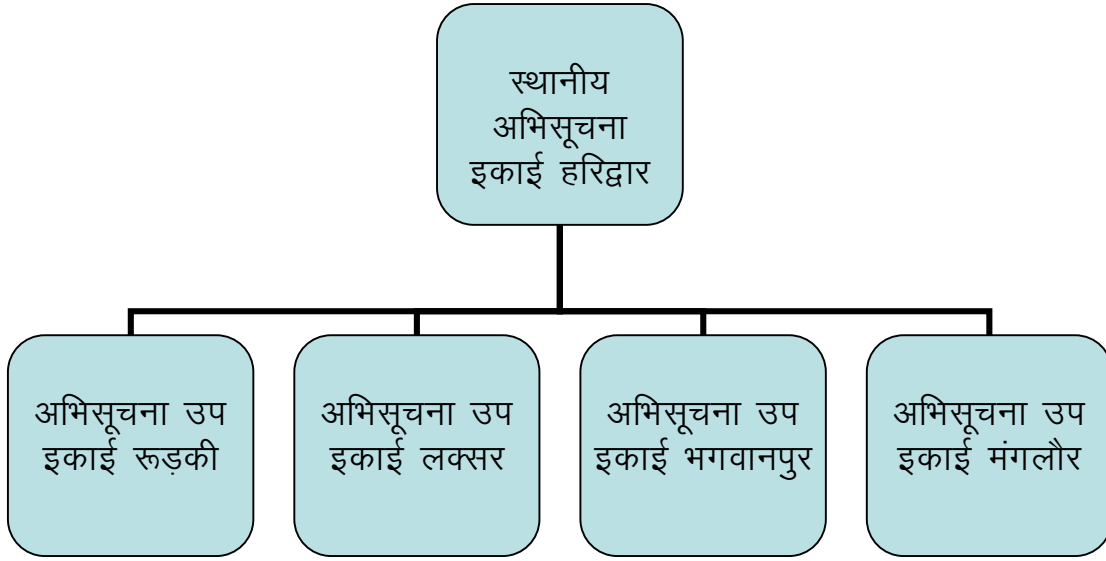 स्थानीय
अभिसूचना
इकाई हरिद्वार
अभिसूचना उप
इकाई रूड़की
अभिसूचना उप
इकाई लक्सर
अभिसूचना उप
इकाई भगवानपुर
अभिसूचना उप
इकाई मंगलौर